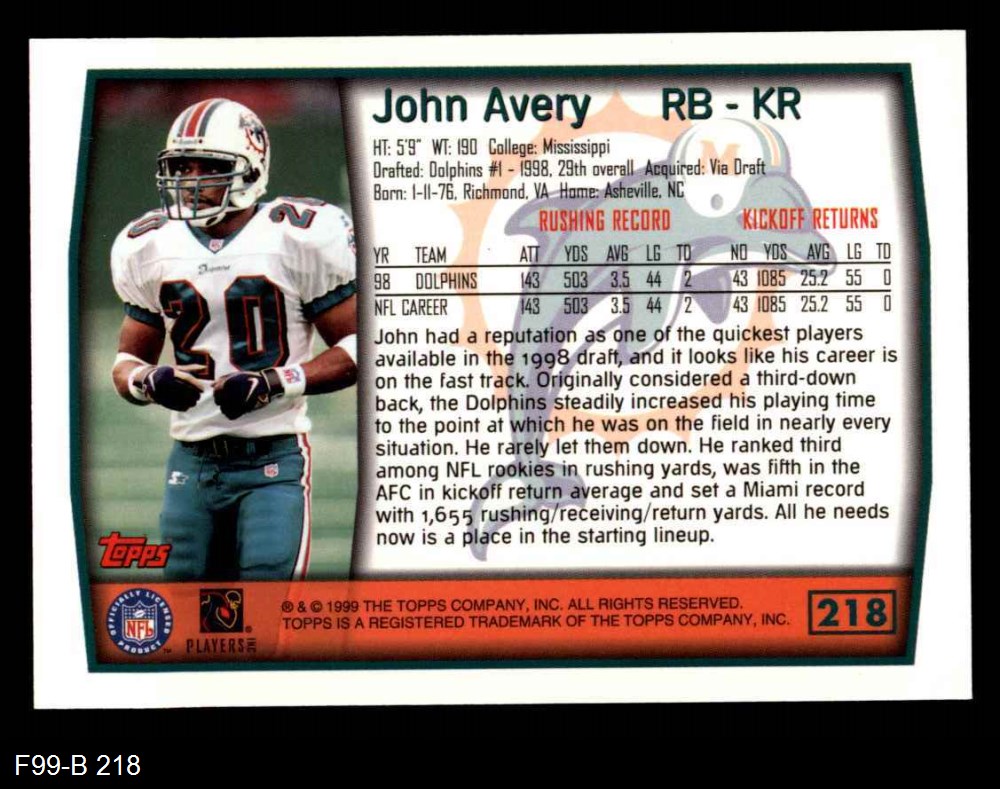 John Avery RB - KR
HT: 5'9" WT: 190 College: Mississippi
Drafted: Dolphins #1 - 1998, 29th overall Acquired: Via Draft
Born: 1-11-76, Richmond, VA Home: Asheville, NC
RUSHING RECORD KICKOFF RETURNS
YR TEAM ATT YDS AVG LG TD NO YDS AVG LG TD
98 DOLPHINS 143 503 3.5 44 2 43 1085 25.2 55 0
NFL CAREER 143 503 3.5 44 2 43 1085 25.2 55 0
John had a reputation as one of the quickest players
available in the 1998 draft, and it looks like his career is
on the fast track. Originally considered a third-down
back, the Dolphins steadily increased his playing time
to the point at which he was on the field in nearly every
situation. He rarely let them down. He ranked third
among NFL rookies in rushing yards, was fifth in the
AFC in kickoff return average and set a Miami record
with 1,655 rushing/receiving/return yards. All he needs
now is a place in the starting lineup.
20
20
20
M
topps
OFFICIALLY LICENSED
NFL
PRODUCT
™
PLAYERS INC
®
® & © 1999 THE TOPPS COMPANY, INC. ALL RIGHTS RESERVED.
TOPPS IS A REGISTERED TRADEMARK OF THE TOPPS COMPANY, INC.
218
F99-B 218